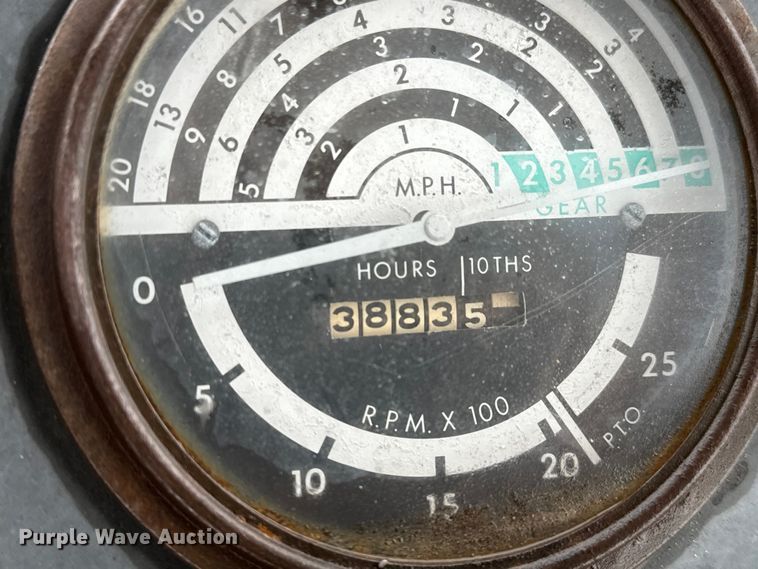 16 11 7 4 3 3 4
18 13 8 5 3 2 2 3
20 9 6 4 2 1 1 2
5 3 2 1
M.P.H. 1 2 3 4 5 6 7 8
GEAR
0 HOURS 10THS
38835
5 25
R.P.M. X 100
10 15 20 P.T.O.
Purple Wave Auction